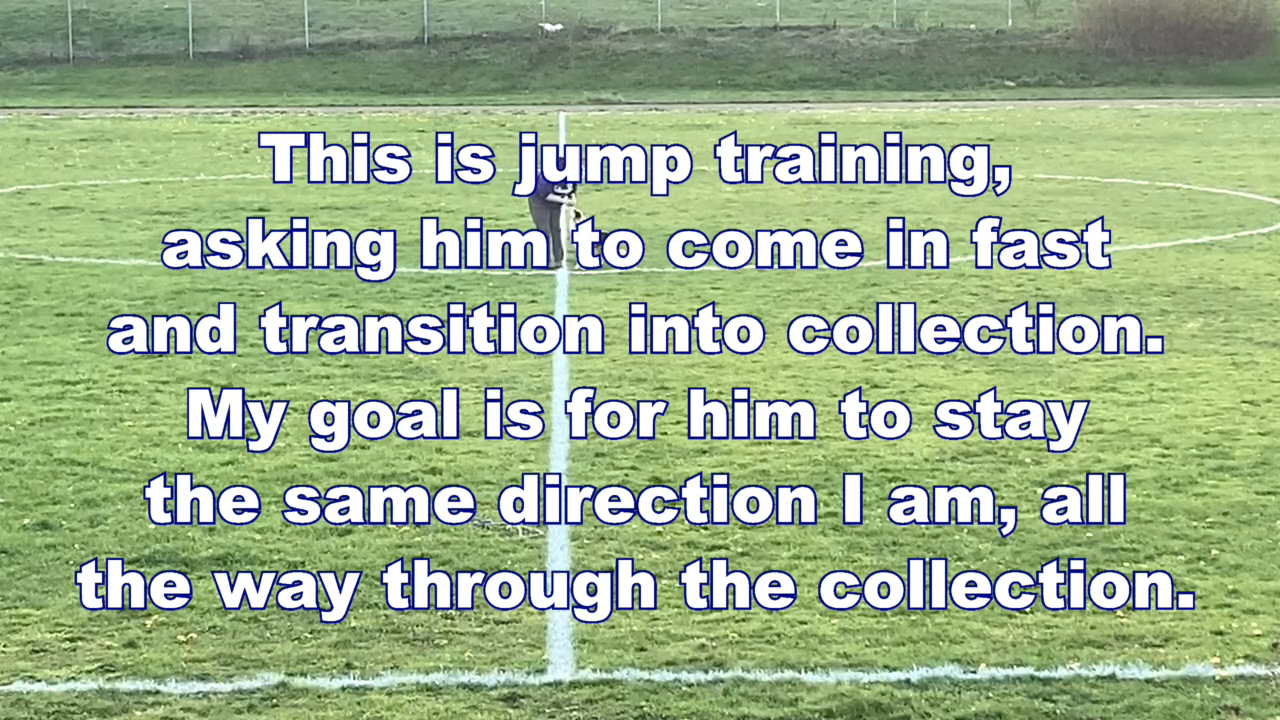 This is jump training,
asking him to come in fast
and transition into collection.
My goal is for him to stay
the same direction I am, all
the way through the collection.